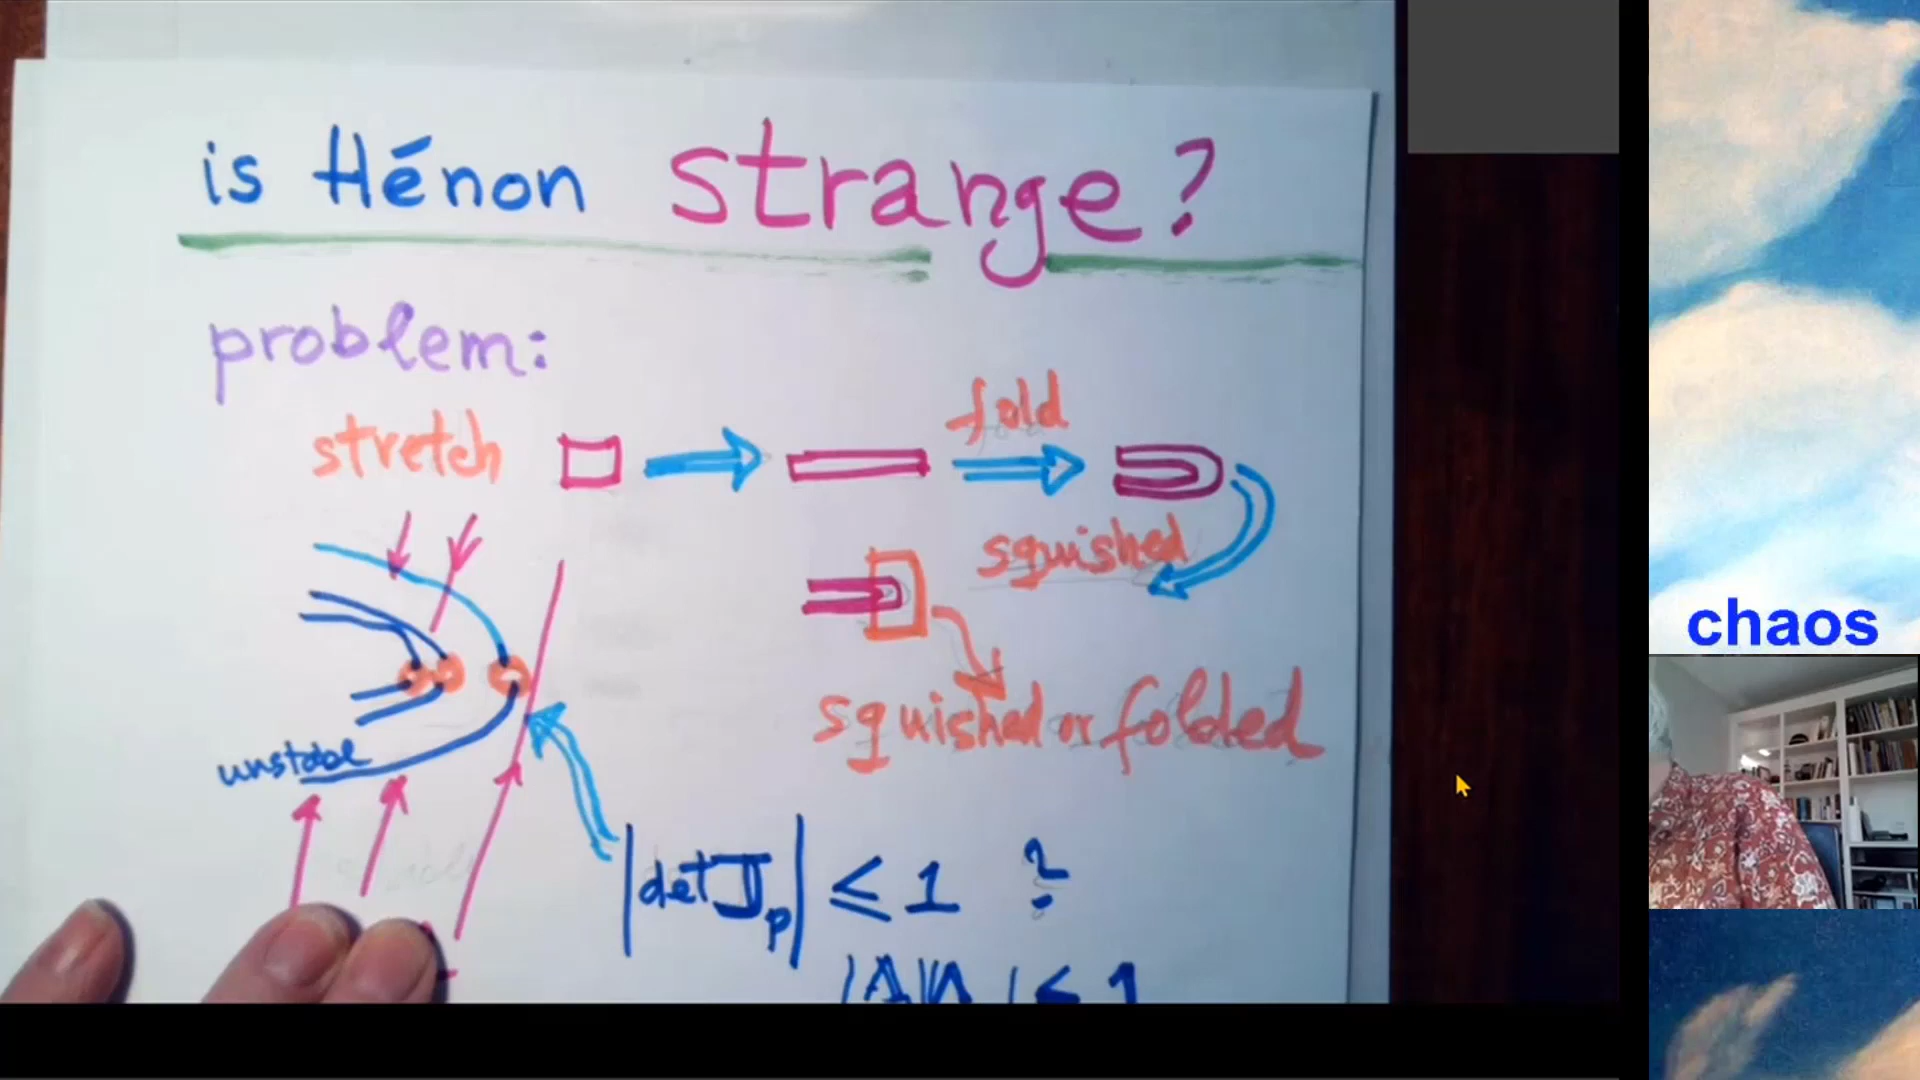 is Hénon strange?
problem:
stretch
fold
squished
squished or folded
unstable
|det J_p| ≤ 1 ?
chaos